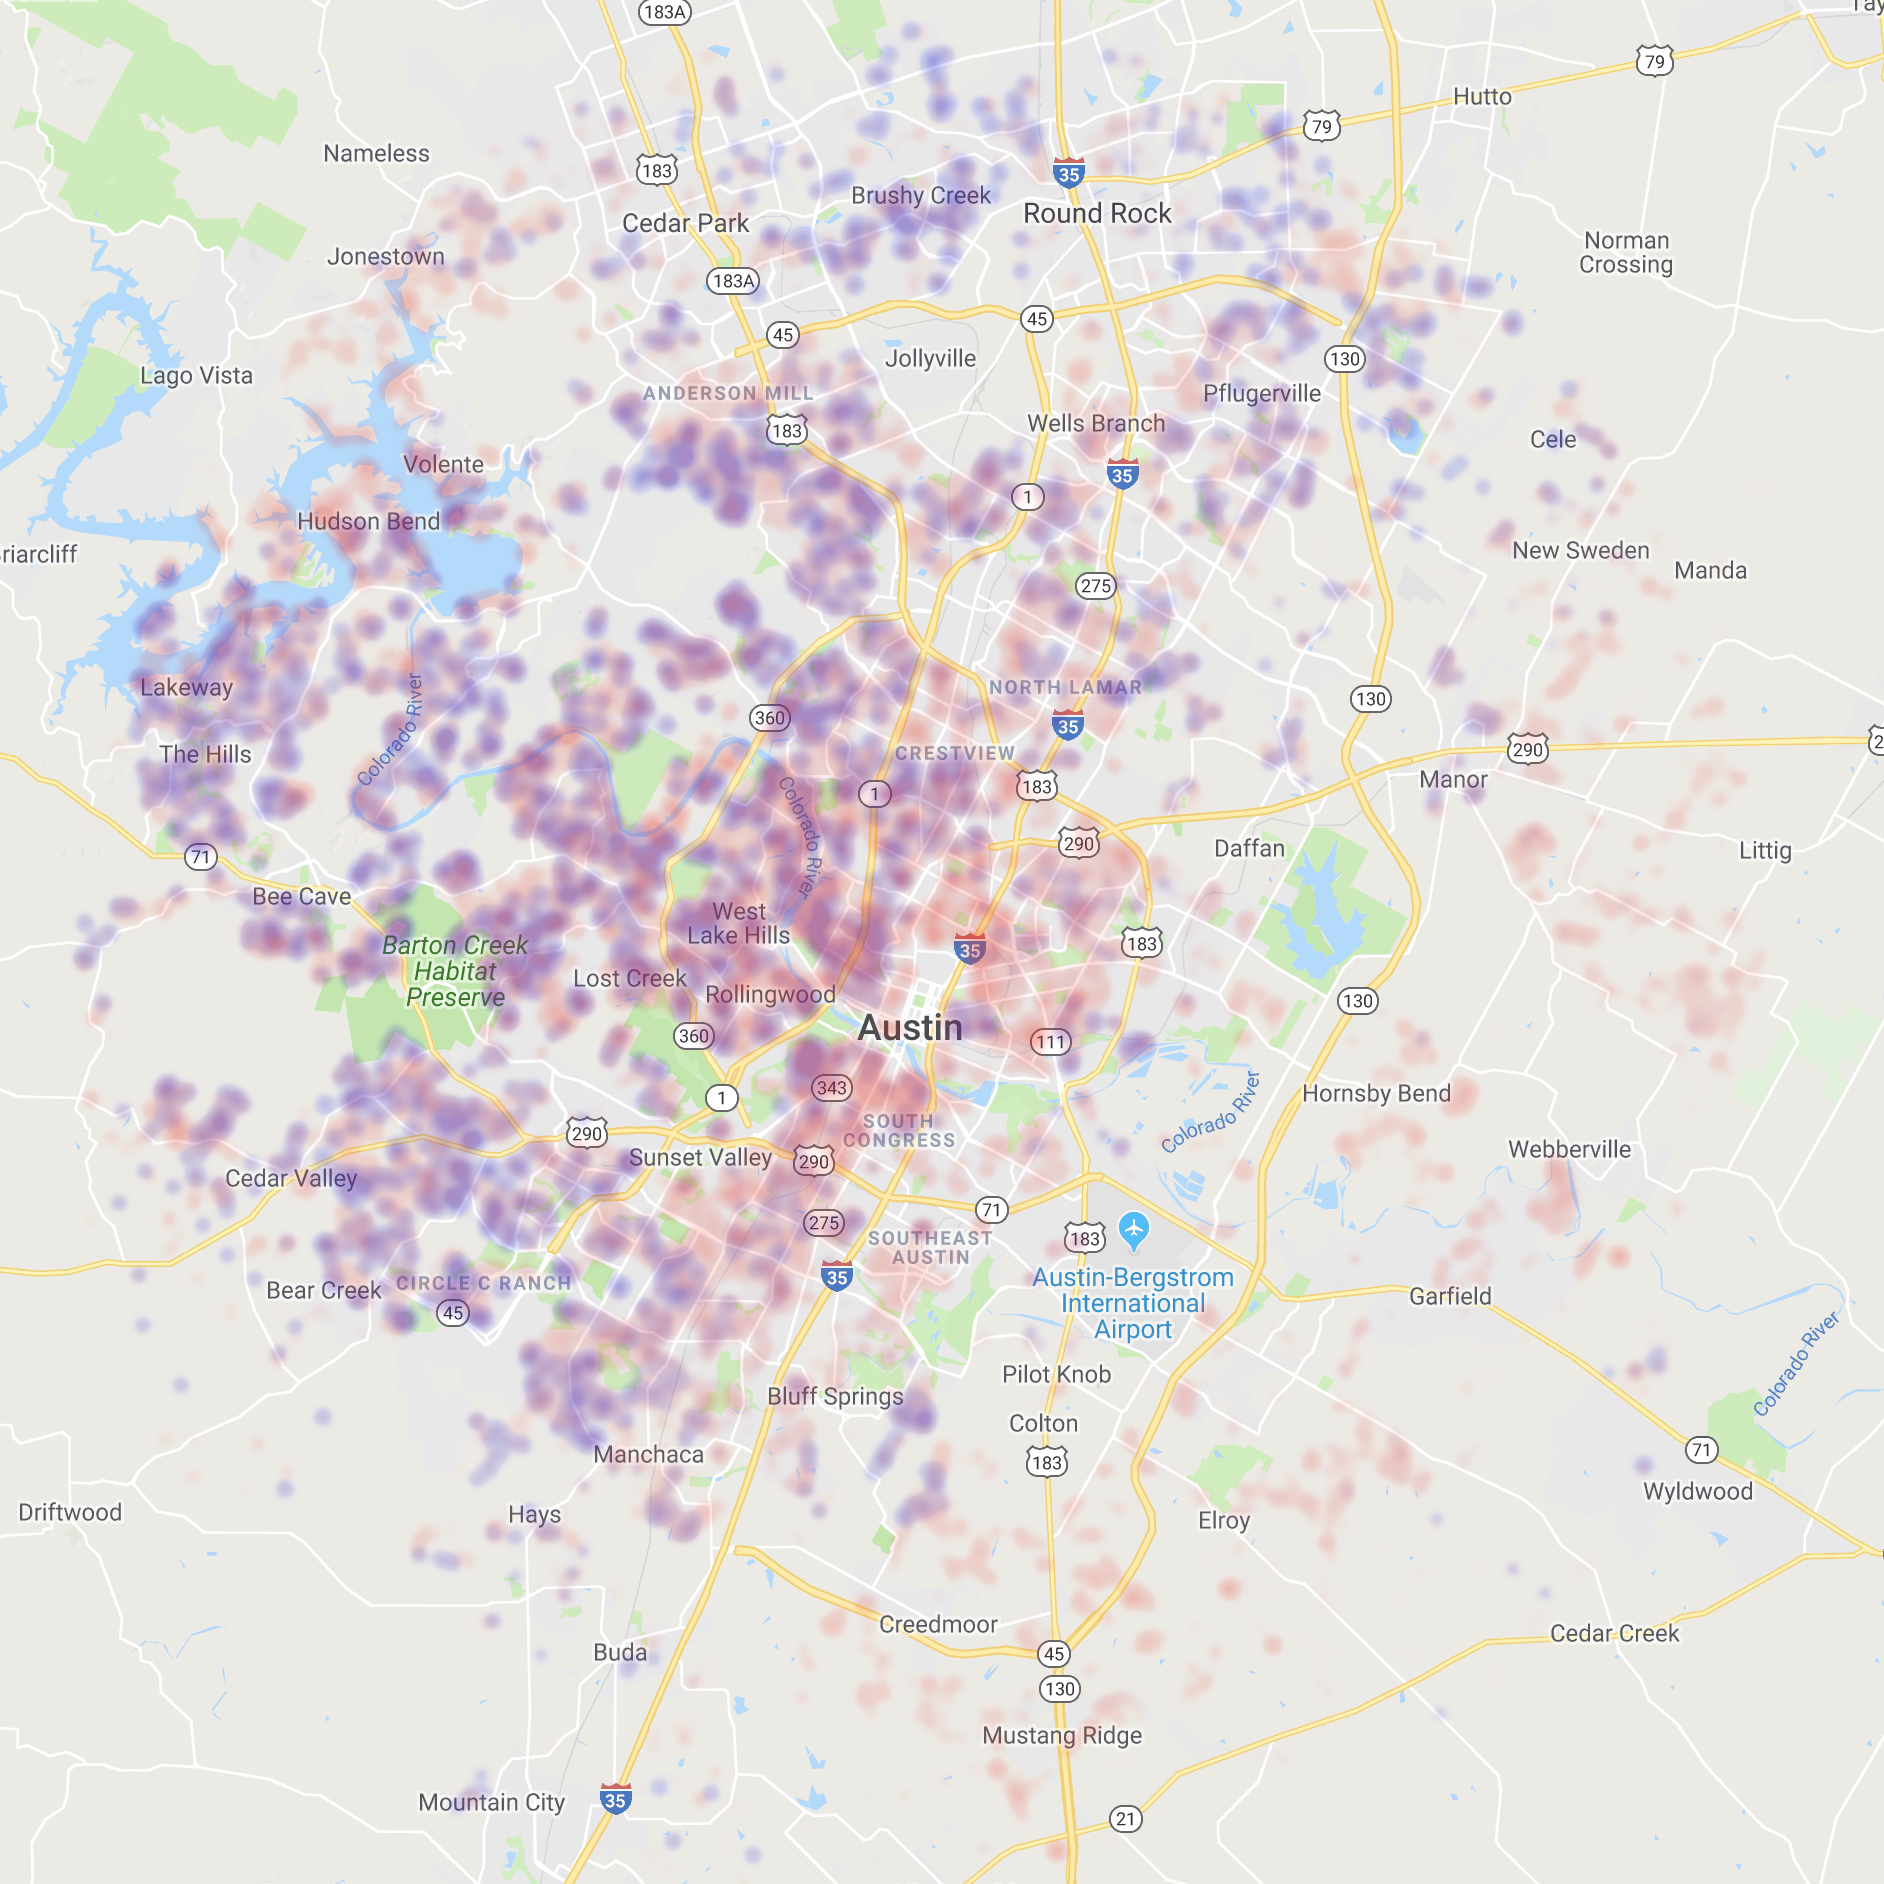 183A
Tay
79
Hutto
79
Nameless
183
35
Brushy Creek
Round Rock
Cedar Park
Norman
Crossing
Jonestown
183A
45
45
Jollyville
130
Lago Vista
ANDERSON MILL
Pflugerville
183
Wells Branch
Cele
Volente
35
1
Hudson Bend
New Sweden
riarcliff
Manda
275
Lakeway
NORTH LAMAR
130
Colorado River
360
35
The Hills
CRESTVIEW
290
2
Manor
183
1
Colorado River
290
Daffan
Littig
71
Bee Cave
West
Lake Hills
Barton Creek
Habitat
Preserve
35
183
Lost Creek
Rollingwood
130
Austin
360
111
343
1
Hornsby Bend
Colorado River
SOUTH
CONGRESS
290
Sunset Valley
290
Webberville
Cedar Valley
71
275
183
SOUTHEAST
AUSTIN
35
Bear Creek
CIRCLE C RANCH
45
Austin-Bergstrom
International
Airport
Garfield
Colorado River
Pilot Knob
Bluff Springs
Colton
Manchaca
183
71
Wyldwood
Driftwood
Hays
Elroy
Creedmoor
Cedar Creek
Buda
45
130
Mustang Ridge
Mountain City
35
21